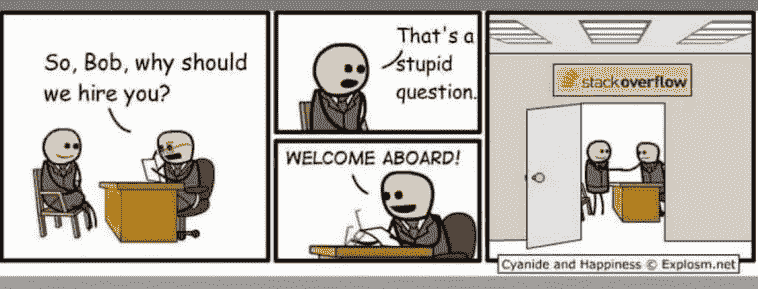 So, Bob, why should
we hire you?
That's a
stupid
question.
WELCOME ABOARD!
stackoverflow
Cyanide and Happiness © Explosm.net